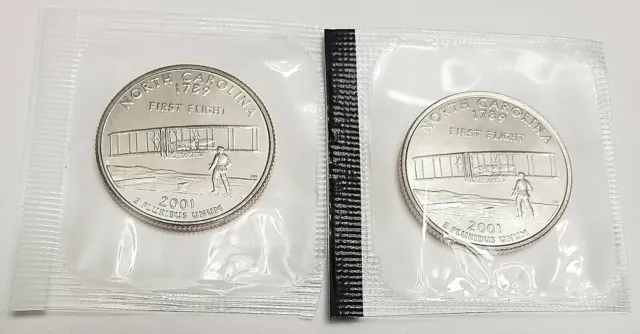 NORTH CAROLINA
1789
FIRST FLIGHT
2001
E PLURIBUS UNUM
NORTH CAROLINA
1789
FIRST FLIGHT
2001
E PLURIBUS UNUM